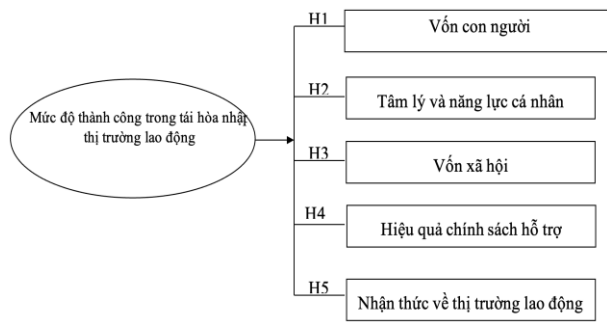 H1
Vốn con người
H2
Tâm lý và năng lực cá nhân
Mức độ thành công trong tái hòa nhập
thị trường lao động
H3
Vốn xã hội
H4
Hiệu quả chính sách hỗ trợ
H5
Nhận thức về thị trường lao động